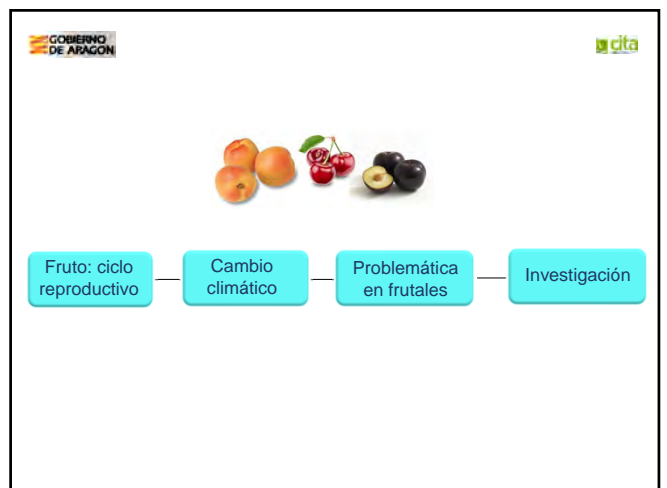 GOBIERNO
DE ARAGON
cita
Fruto: ciclo
reproductivo
Cambio
climático
Problemática
en frutales
Investigación